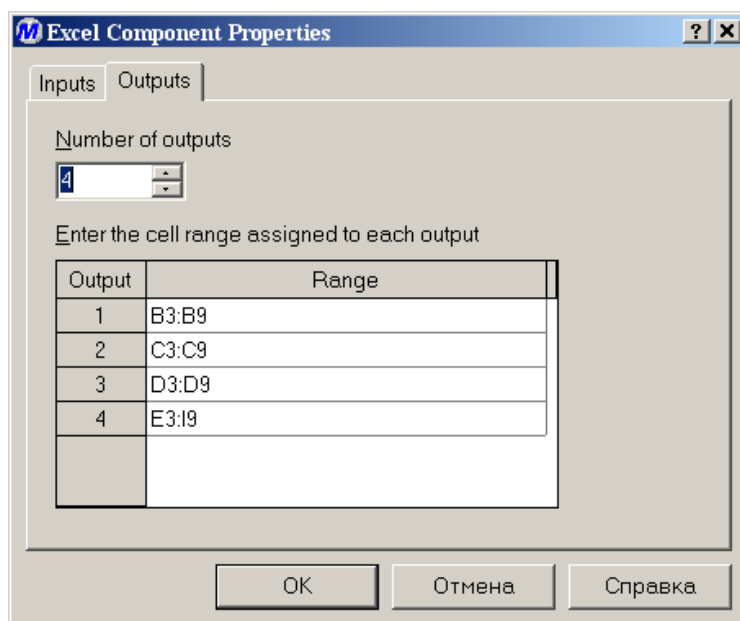 Excel Component Properties
Inputs Outputs
Number of outputs
4
Enter the cell range assigned to each output
Output Range
1 B3:B9
2 C3:C9
3 D3:D9
4 E3:I9
OK Отмена Справка